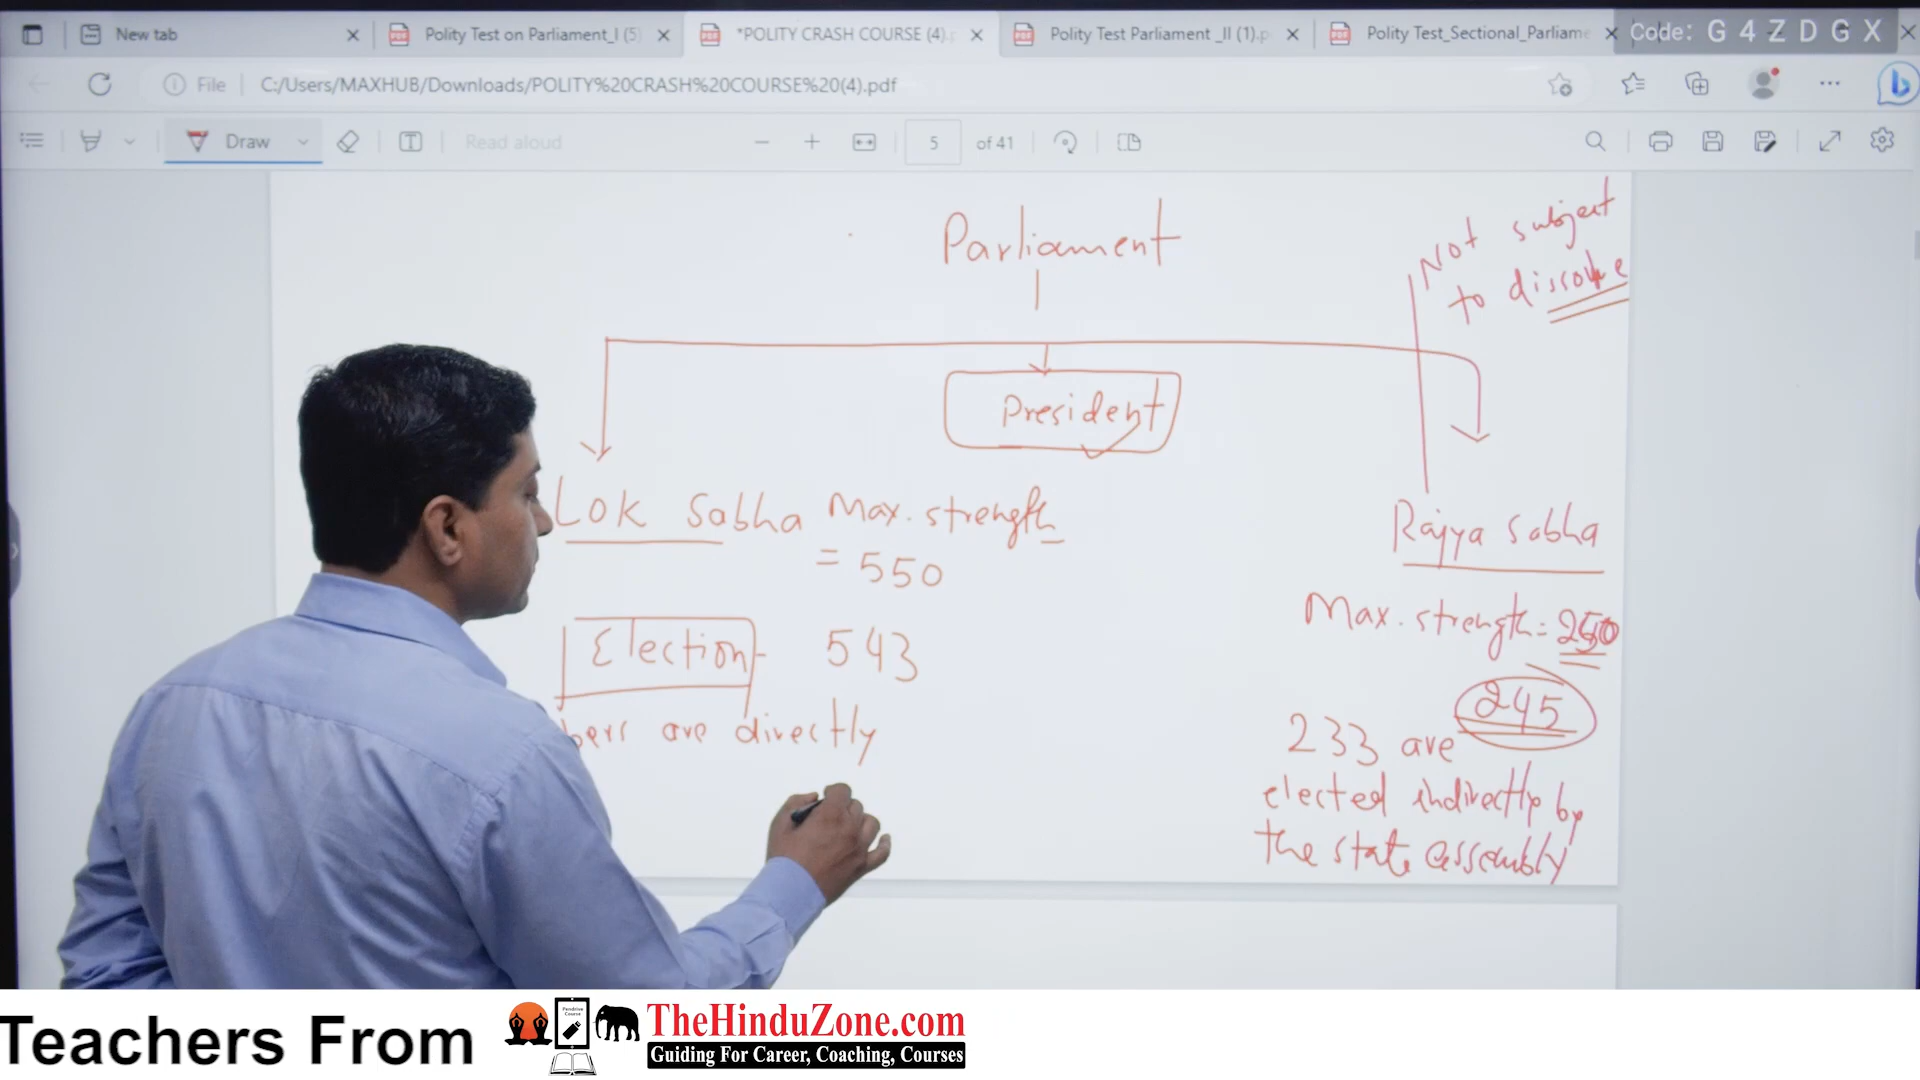 New tab
Polity Test on Parliament_I (5)
*POLITY CRASH COURSE (4).p
Polity Test Parliament _II (1).p
Polity Test_Sectional_Parliame
Code: G 4 Z D G X
File
C:/Users/MAXHUB/Downloads/POLITY%20CRASH%20COURSE%20(4).pdf
Draw
Read aloud
5 of 41
Parliament
Not subject
to dissolve
President
Lok Sabha Max. strength
= 550
Rajya Sabha
Max. strength = 250
Election - 543
245
bers are directly
233 are
elected indirectly by
the state assembly
Teachers From
Pendrive
Course
TheHinduZone.com
Guiding For Career, Coaching, Courses